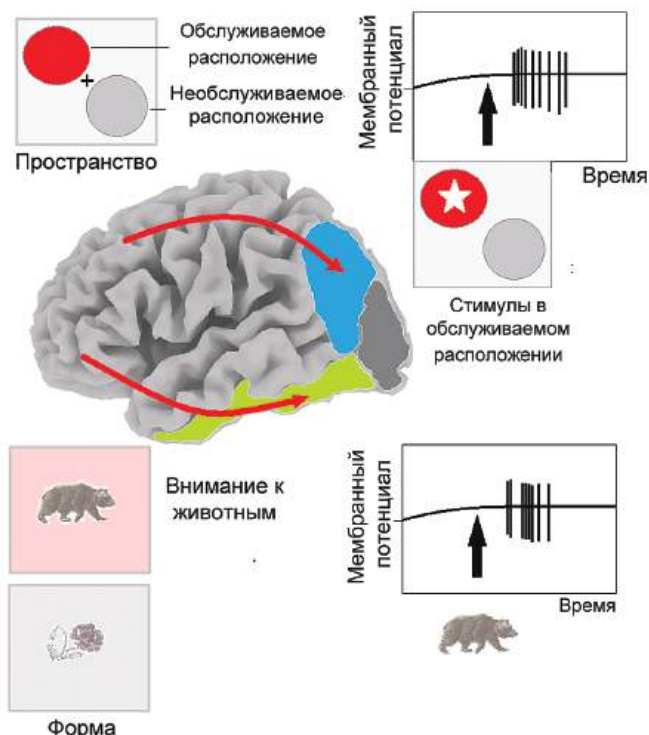 Обслуживаемое
расположение
+
Необслуживаемое
расположение
Пространство
Мембранный
потенциал
Время
Стимулы в
обслуживаемом
расположении
Внимание к
животным
Форма
Мембранный
потенциал
Время